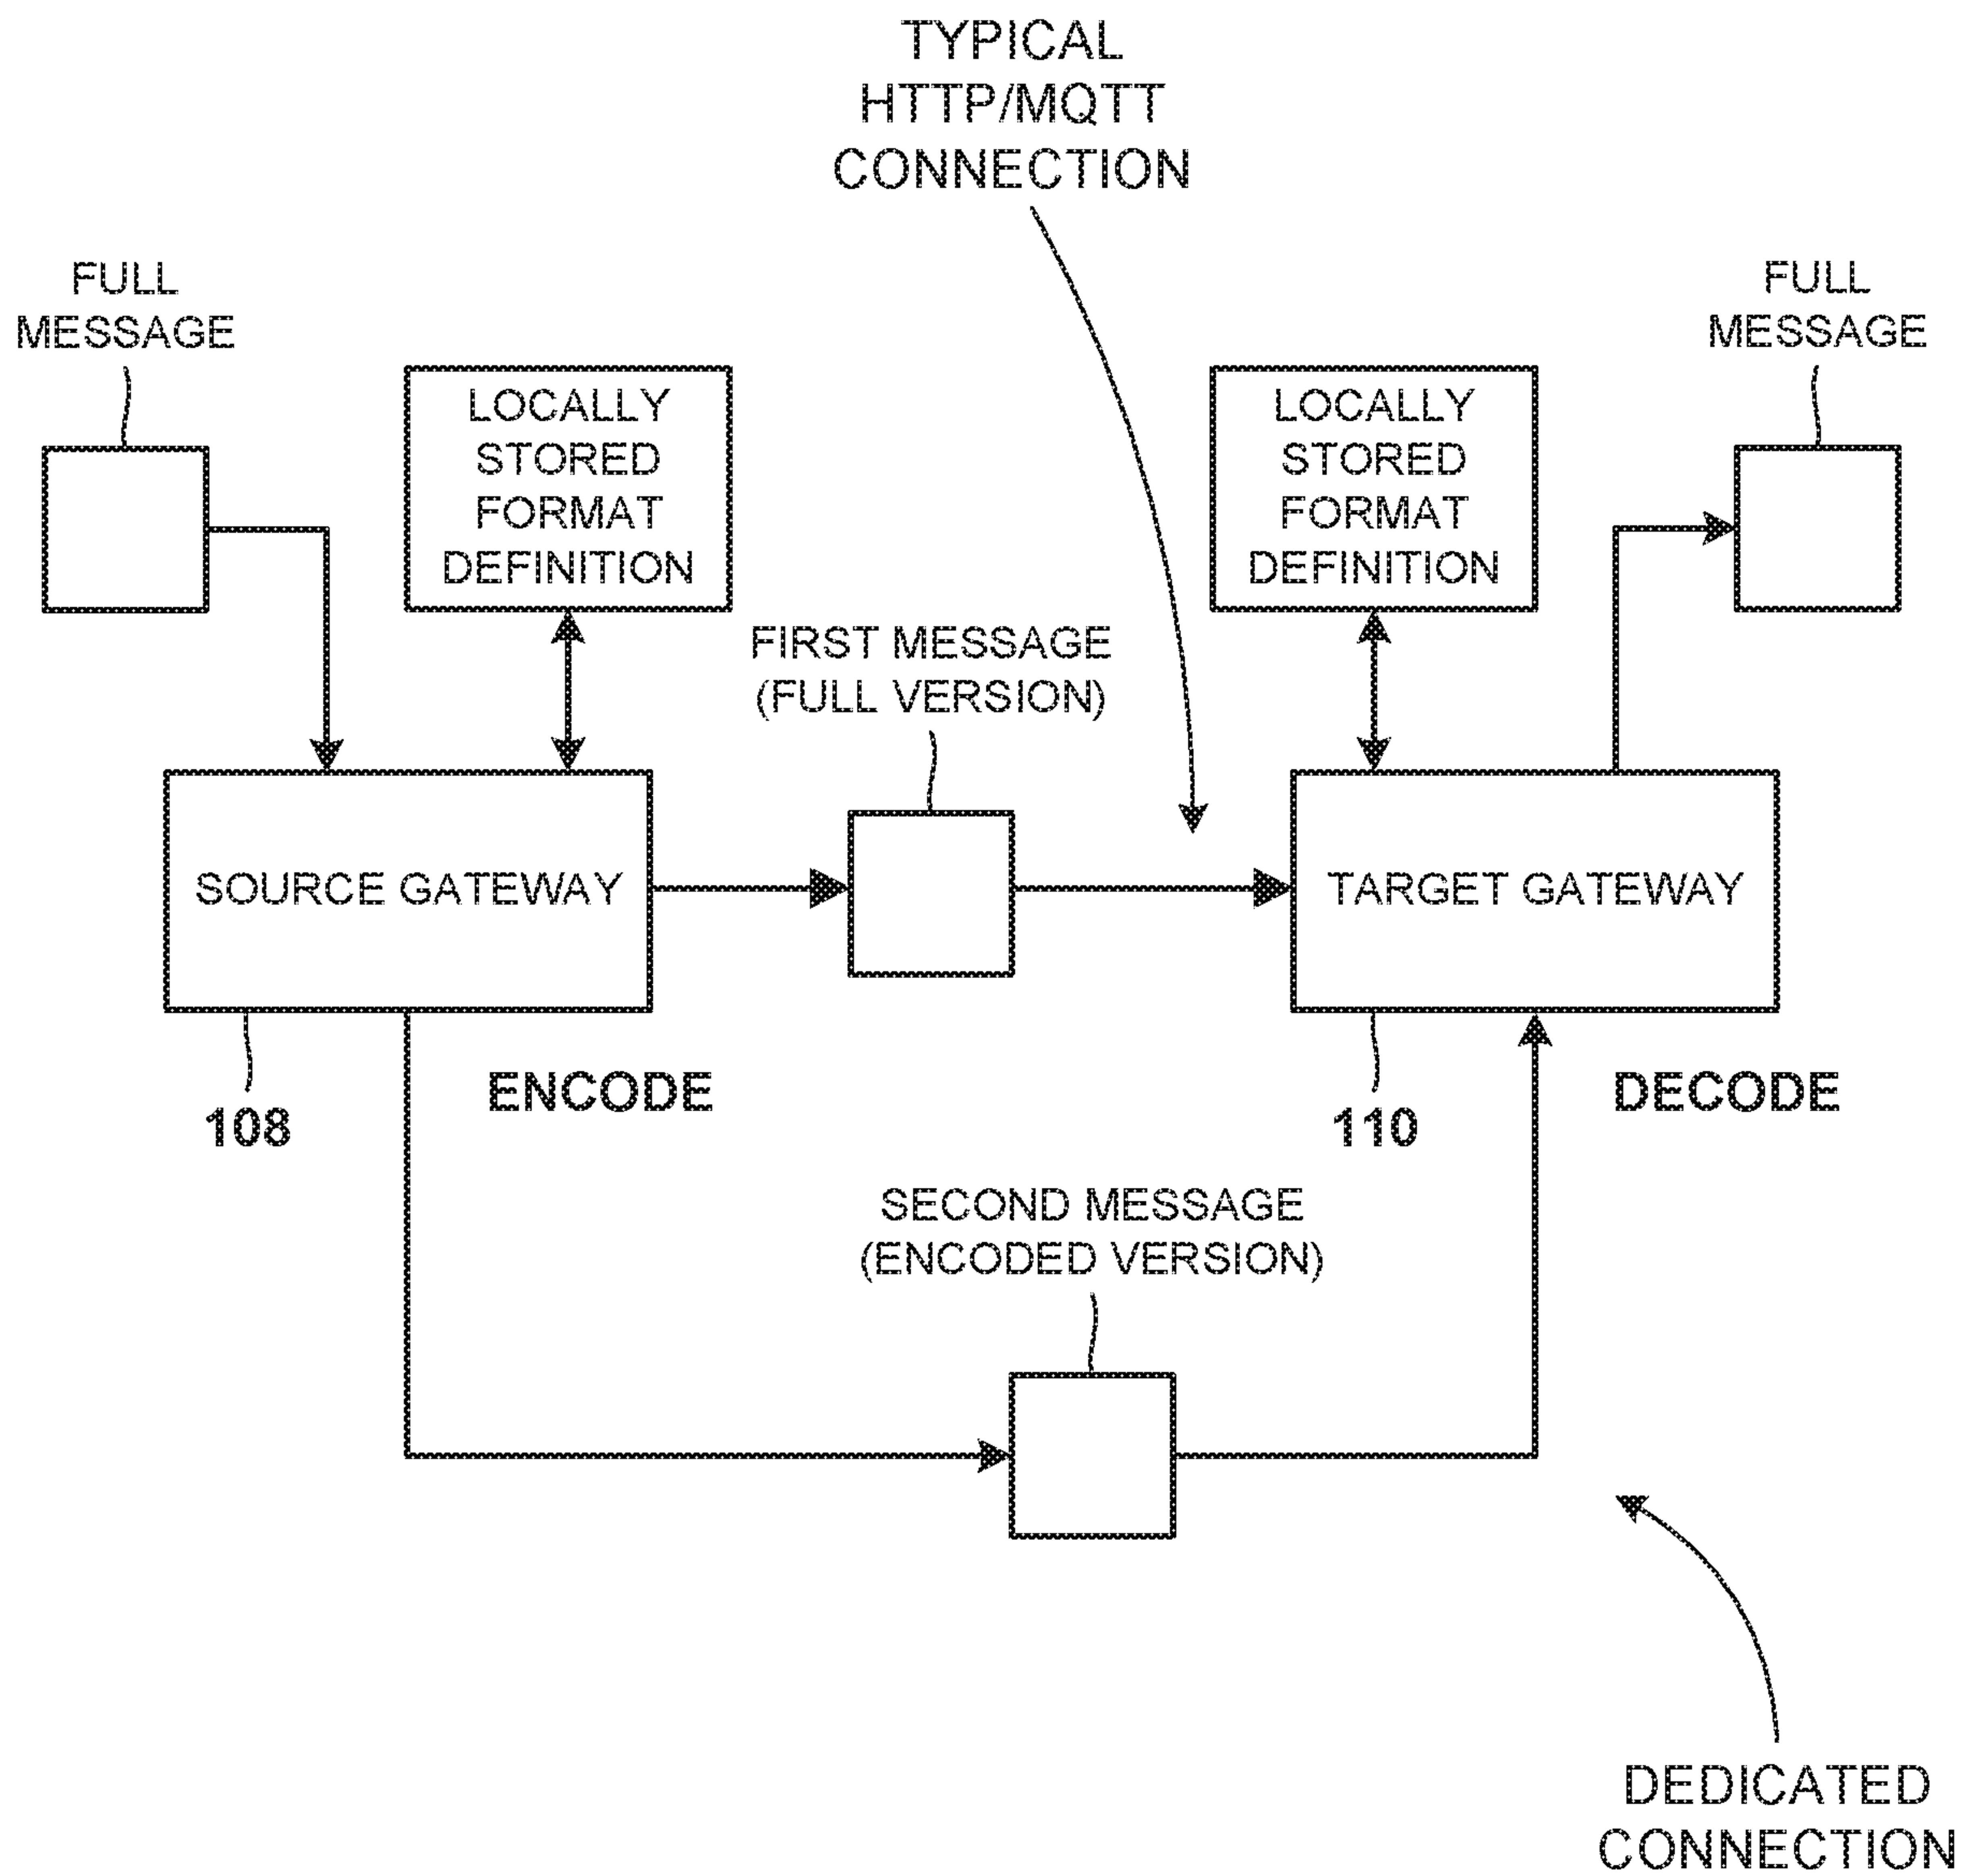 TYPICAL
HTTP/MQTT
CONNECTION
FULL
MESSAGE
FULL
MESSAGE
LOCALLY
STORED
FORMAT
DEFINITION
LOCALLY
STORED
FORMAT
DEFINITION
FIRST MESSAGE
(FULL VERSION)
SOURCE GATEWAY
TARGET GATEWAY
108
ENCODE
110
DECODE
SECOND MESSAGE
(ENCODED VERSION)
DEDICATED
CONNECTION